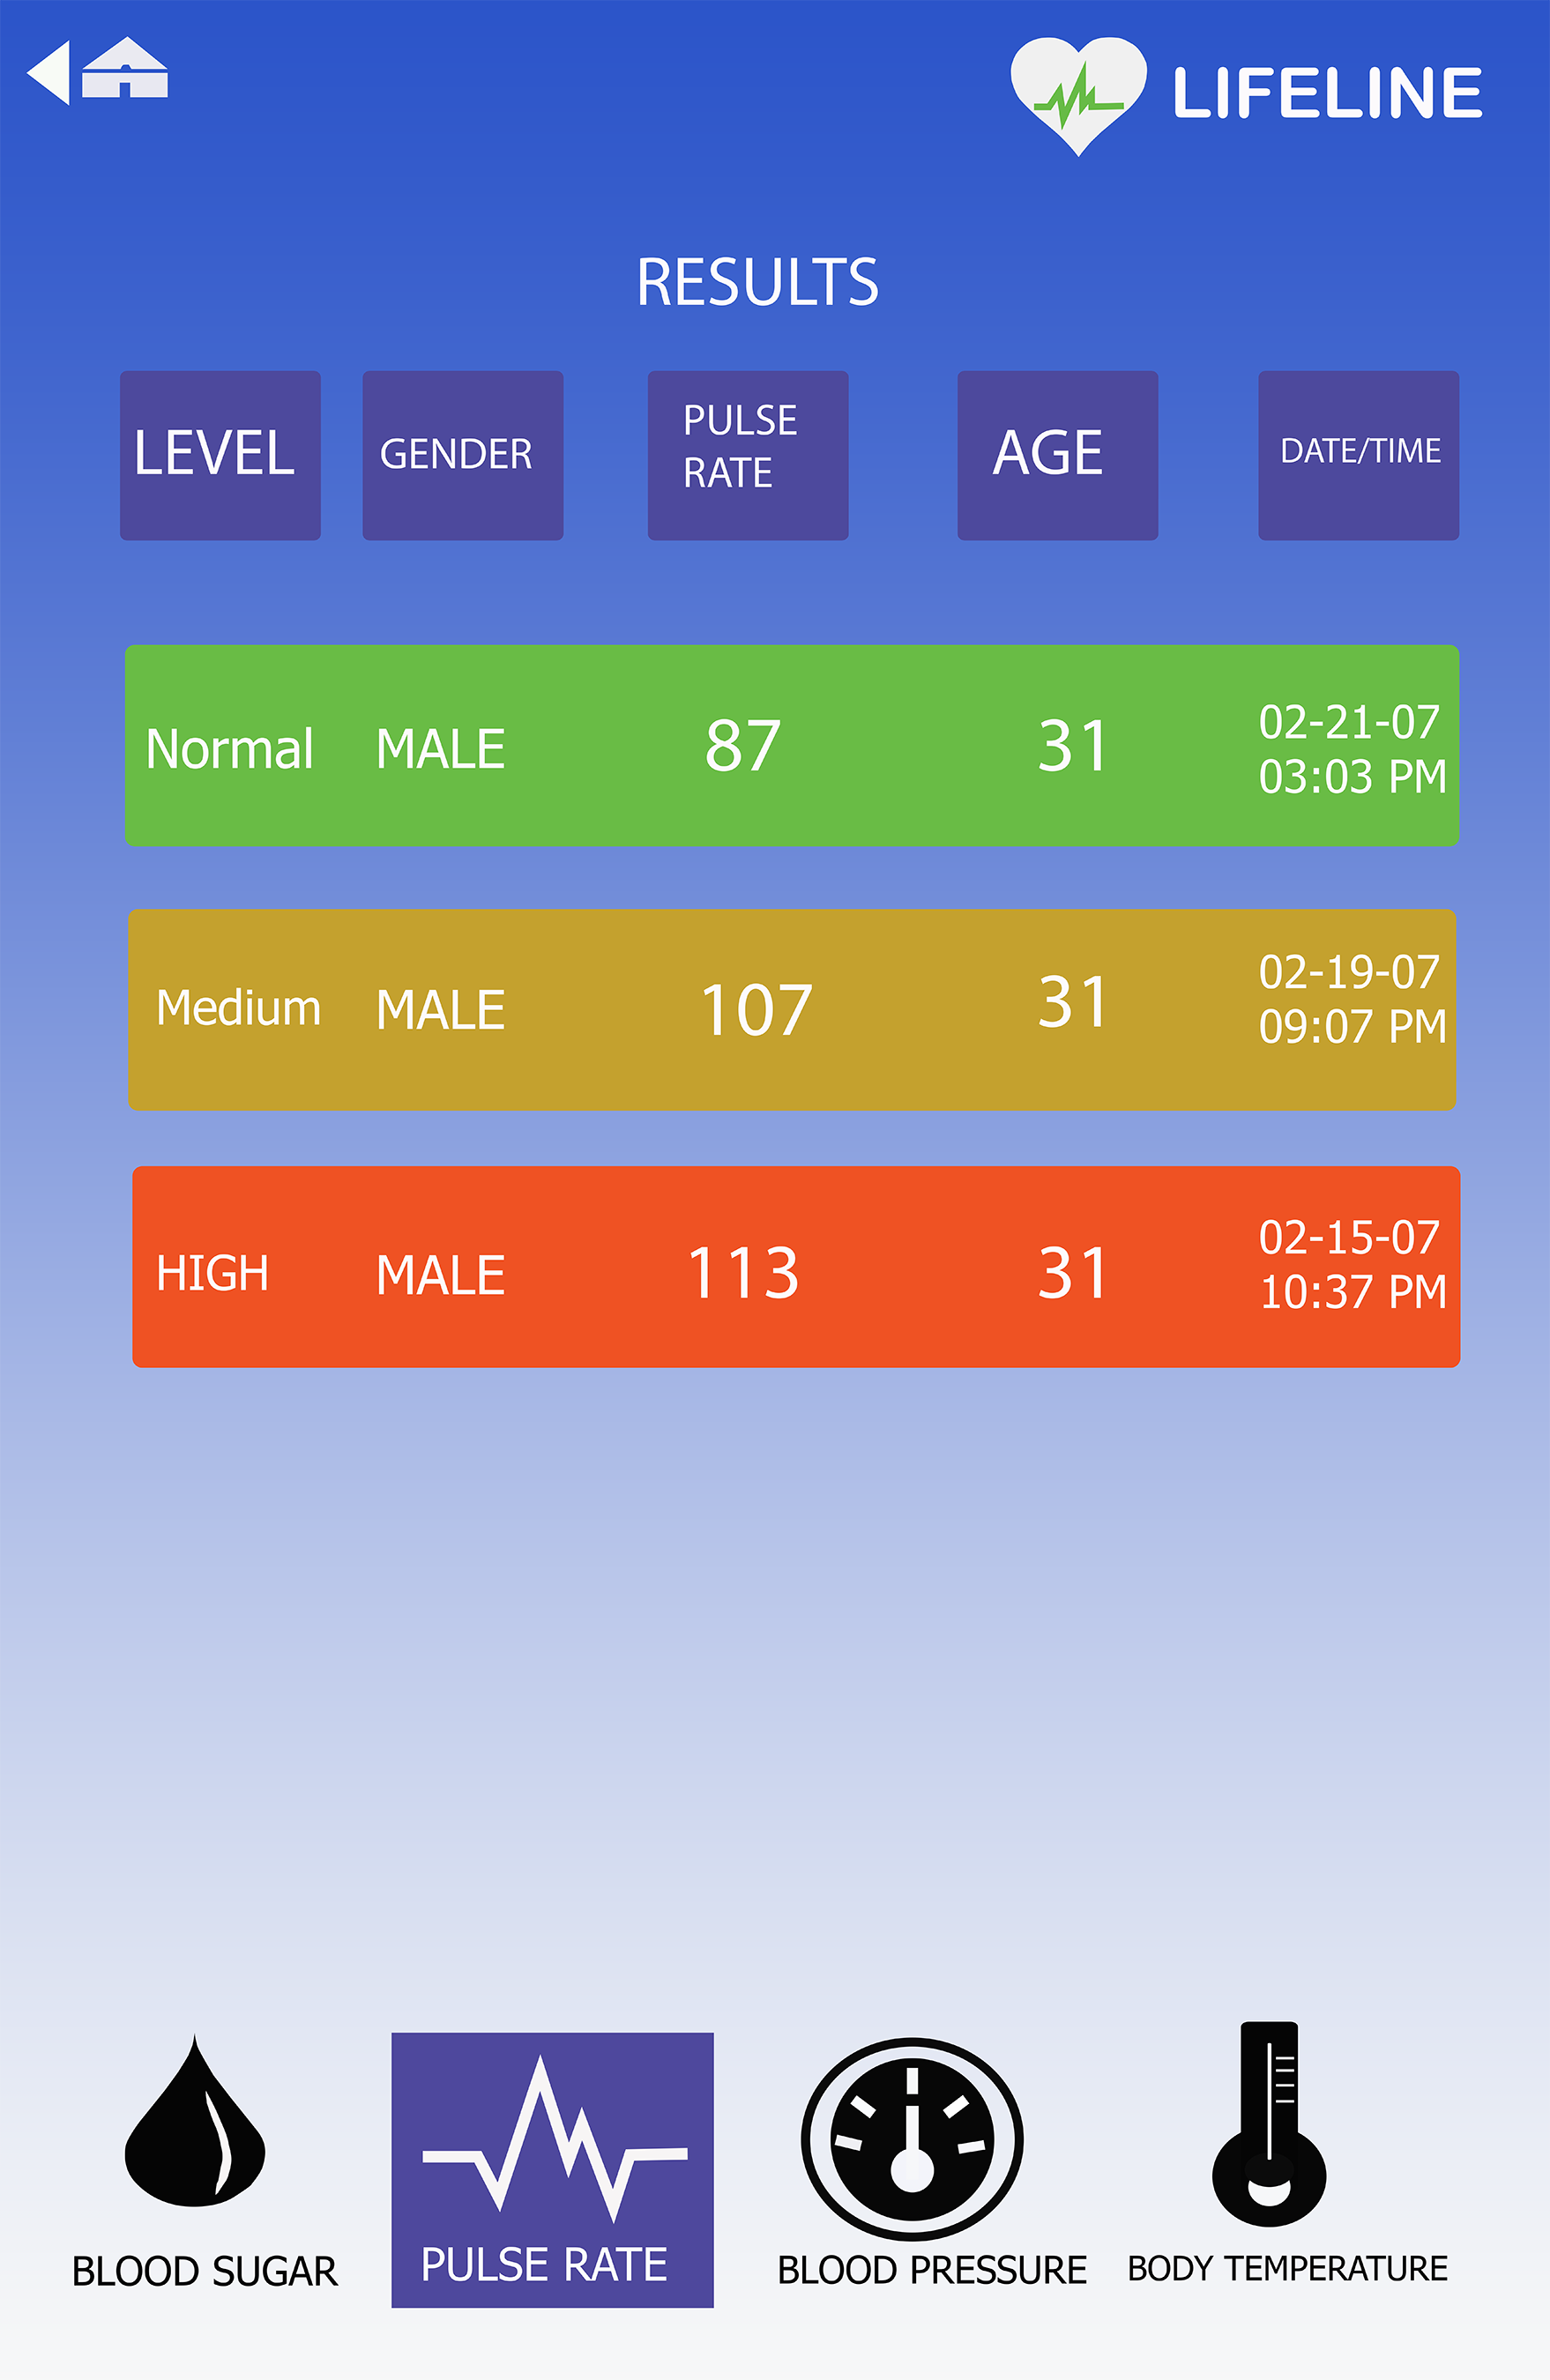 LIFELINE
RESULTS
LEVEL GENDER PULSE RATE AGE DATE/TIME
Normal MALE 87 31 02-21-07 03:03 PM
Medium MALE 107 31 02-19-07 09:07 PM
HIGH MALE 113 31 02-15-07 10:37 PM
BLOOD SUGAR PULSE RATE BLOOD PRESSURE BODY TEMPERATURE